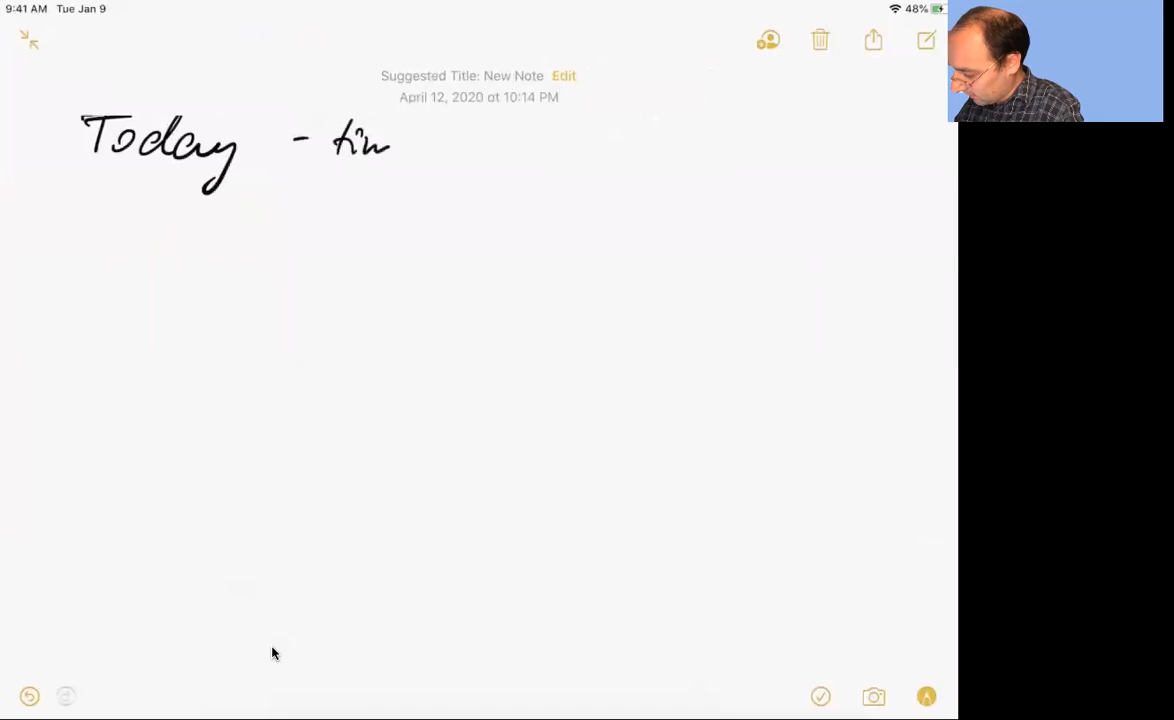 9:41 AM Tue Jan 9 48%
Suggested Title: New Note Edit
April 12, 2020 at 10:14 PM
Today - tim